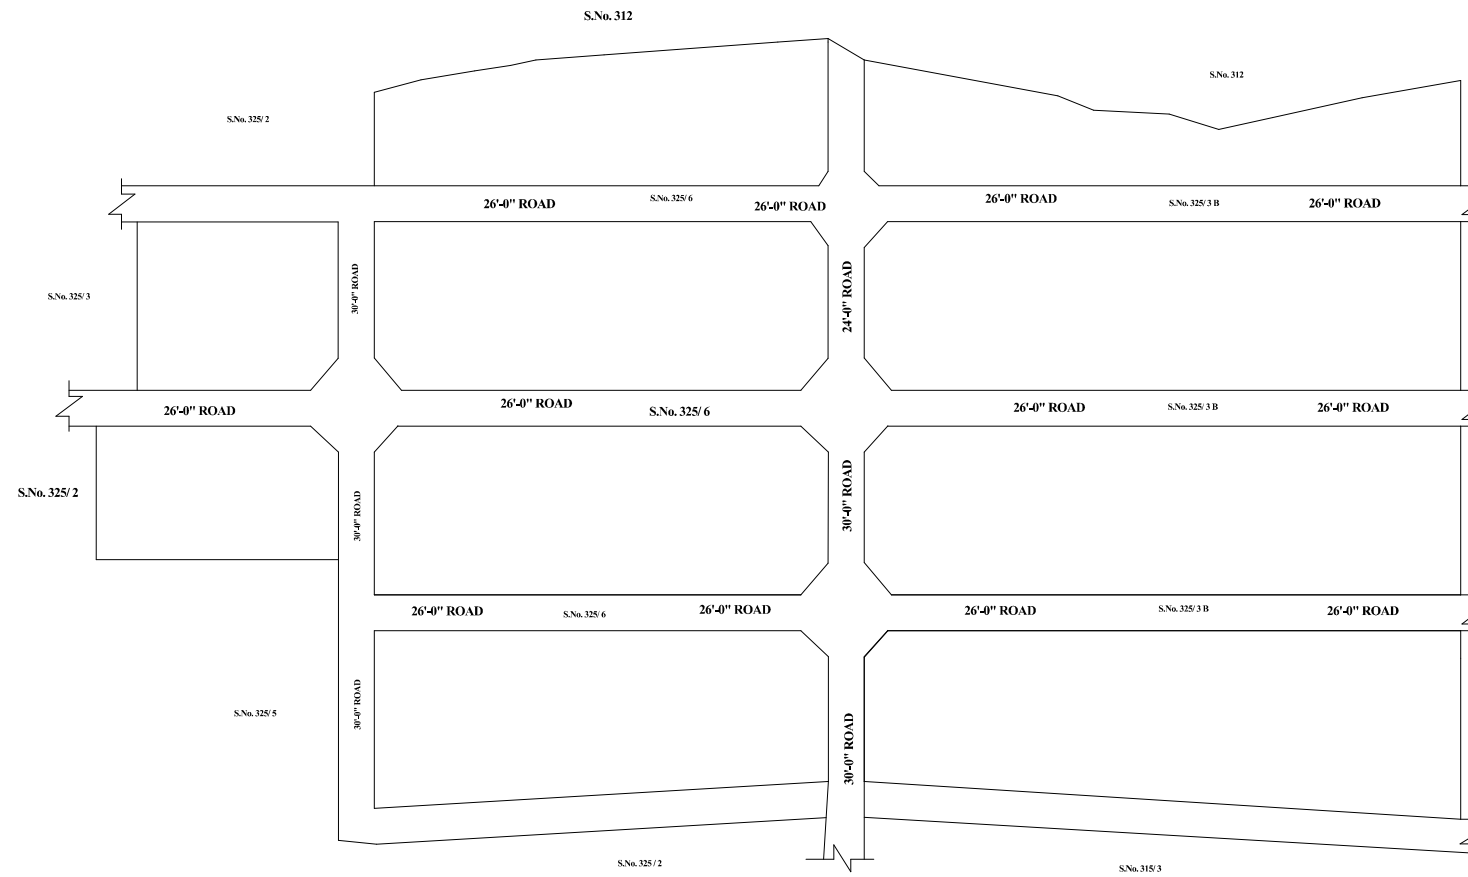 S.No. 312
S.No. 312
S.No. 325/ 2
26'-0" ROAD
S.No. 325/ 6
26'-0" ROAD
26'-0" ROAD
S.No. 325/ 3 B
26'-0" ROAD
S.No. 325/ 3
30'-0" ROAD
24'-0" ROAD
26'-0" ROAD
26'-0" ROAD
S.No. 325/ 6
26'-0" ROAD
S.No. 325/ 3 B
26'-0" ROAD
S.No. 325/ 2
30'-0" ROAD
30'-0" ROAD
26'-0" ROAD
S.No. 325/ 6
26'-0" ROAD
26'-0" ROAD
S.No. 325/ 3 B
26'-0" ROAD
S.No. 325/ 5
30'-0" ROAD
30'-0" ROAD
S.No. 325 / 2
S.No. 315/ 3